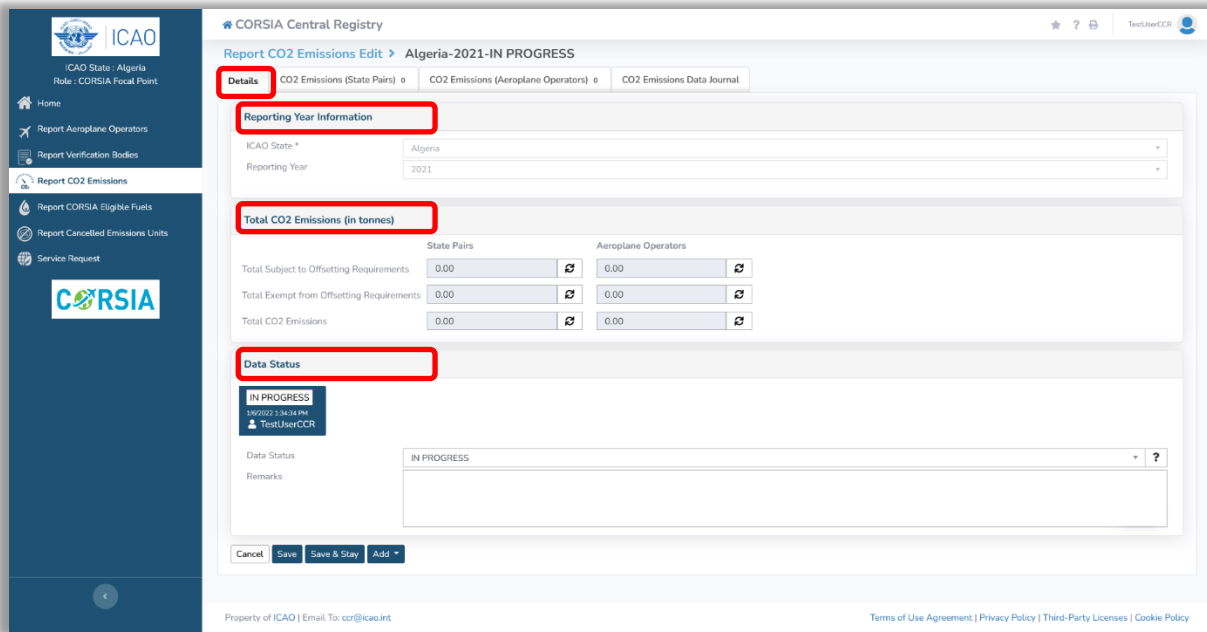 ICAO
ICAO State : Algeria
Role : CORSIA Focal Point
Home
Report Aeroplane Operators
Report Verification Bodies
Report CO2 Emissions
Report CORSIA Eligible Fuels
Report Cancelled Emissions Units
Service Request
CORSIA
CORSIA Central Registry
? TestUserCCR
Report CO2 Emissions Edit > Algeria-2021-IN PROGRESS
Details CO2 Emissions (State Pairs) 0 CO2 Emissions (Aeroplane Operators) 0 CO2 Emissions Data Journal
Reporting Year Information
ICAO State * Algeria
Reporting Year 2021
Total CO2 Emissions (in tonnes)
State Pairs Aeroplane Operators
Total Subject to Offsetting Requirements 0.00 0.00
Total Exempt from Offsetting Requirements 0.00 0.00
Total CO2 Emissions 0.00 0.00
Data Status
IN PROGRESS
1/6/2022 1:34:34 PM
TestUserCCR
Data Status IN PROGRESS ?
Remarks
Cancel Save Save & Stay Add
Property of ICAO | Email To: ccr@icao.int Terms of Use Agreement | Privacy Policy | Third-Party Licenses | Cookie Policy